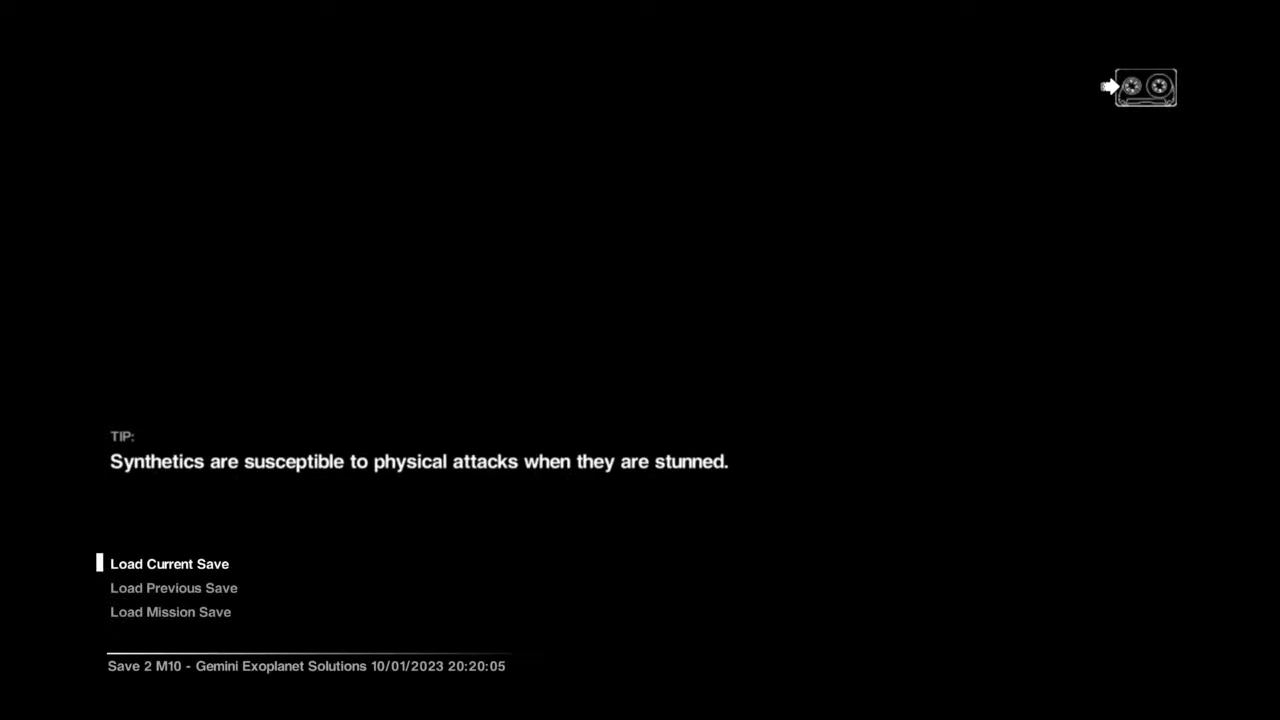 TIP:
Synthetics are susceptible to physical attacks when they are stunned.
Load Current Save
Load Previous Save
Load Mission Save
Save 2 M10 - Gemini Exoplanet Solutions 10/01/2023 20:20:05